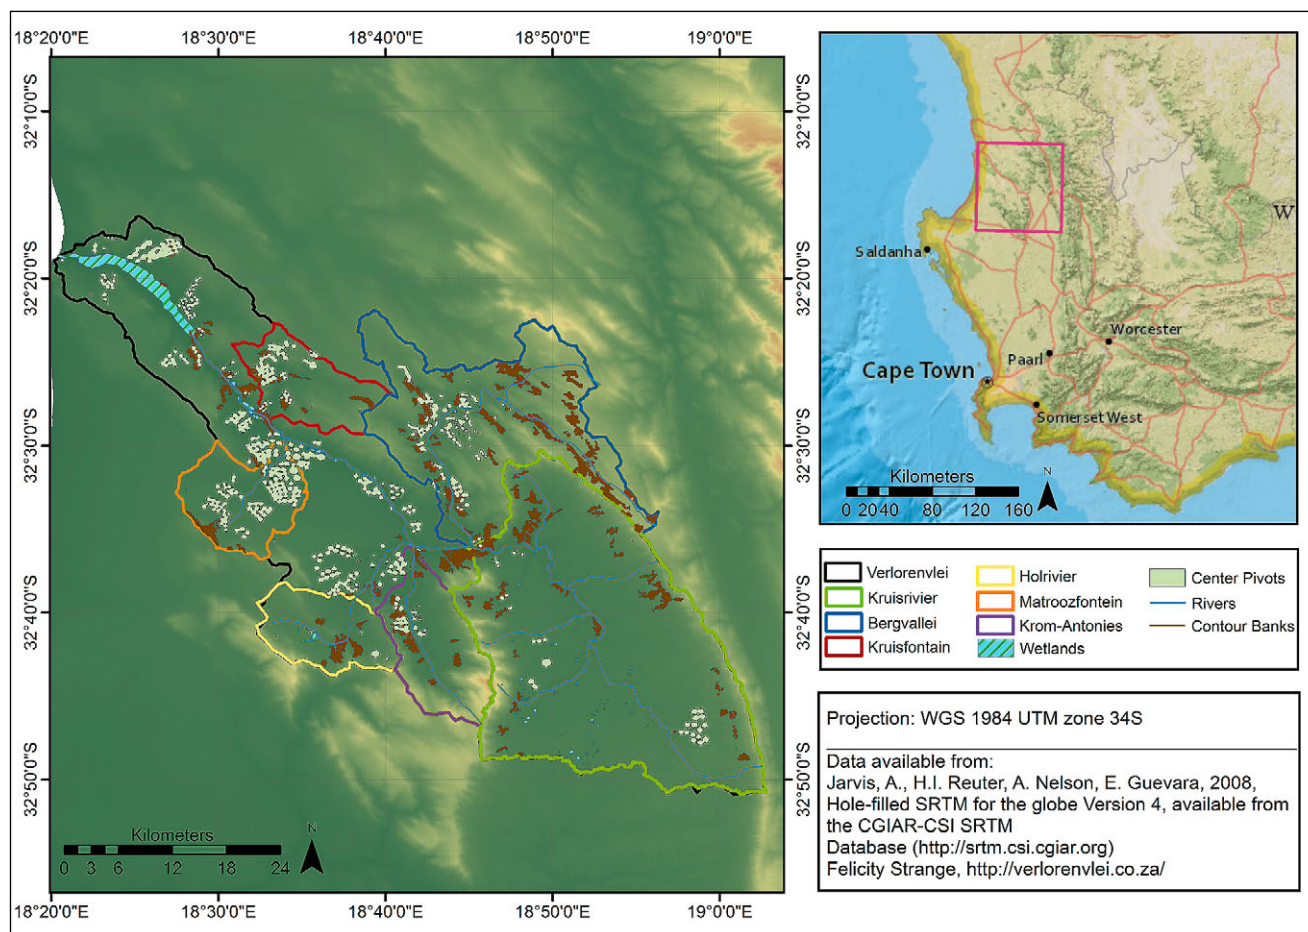 18°20'0"E 18°30'0"E 18°40'0"E 18°50'0"E 19°0'0"E
32°10'0"S
32°20'0"S
32°30'0"S
32°40'0"S
32°50'0"S
Kilometers
0 3 6 12 18 24
N
18°20'0"E 18°30'0"E 18°40'0"E 18°50'0"E 19°0'0"E
32°10'0"S
32°20'0"S
32°30'0"S
32°40'0"S
32°50'0"S
W
Saldanha
Worcester
Paarl
Cape Town
Somerset West
Kilometers
N
0 20 40 80 120 160
Verlorenvlei
Kruisrivier
Bergvallei
Kruisfontain
Holrivier
Matroozfontein
Krom-Antonies
Wetlands
Center Pivots
Rivers
Contour Banks
Projection: WGS 1984 UTM zone 34S
Data available from:
Jarvis, A., H.I. Reuter, A. Nelson, E. Guevara, 2008,
Hole-filled SRTM for the globe Version 4, available from
the CGIAR-CSI SRTM
Database (http://srtm.csi.cgiar.org)
Felicity Strange, http://verlorenvlei.co.za/